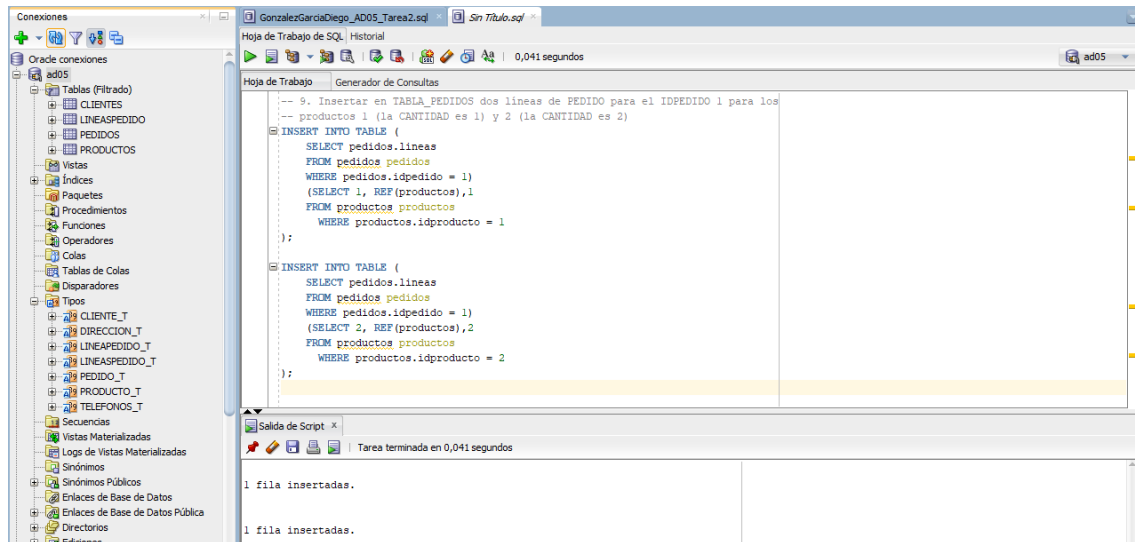 Conexiones
GonzalezGarciaDiego_AD05_Tarea2.sql
Sin Título.sql
Hoja de Trabajo de SQL Historial
0,041 segundos
ad05
Hoja de Trabajo Generador de Consultas
Oracle conexiones
ad05
Tablas (Filtrado)
CLIENTES
LINEASPEDIDO
PEDIDOS
PRODUCTOS
Vistas
Índices
Paquetes
Procedimientos
Funciones
Operadores
Colas
Tablas de Colas
Disparadores
Tipos
CLIENTE_T
DIRECCION_T
LINEAPEDIDO_T
LINEASPEDIDO_T
PEDIDO_T
PRODUCTO_T
TELEFONOS_T
Secuencias
Vistas Materializadas
Logs de Vistas Materializadas
Sinónimos
Sinónimos Públicos
Enlaces de Base de Datos
Enlaces de Base de Datos Pública
Directorios
-- 9. Insertar en TABLA_PEDIDOS dos líneas de PEDIDO para el IDPEDIDO 1 para los
-- productos 1 (la CANTIDAD es 1) y 2 (la CANTIDAD es 2)
INSERT INTO TABLE (
SELECT pedidos.lineas
FROM pedidos pedidos
WHERE pedidos.idpedido = 1)
(SELECT 1, REF(productos),1
FROM productos productos
WHERE productos.idproducto = 1
);
INSERT INTO TABLE (
SELECT pedidos.lineas
FROM pedidos pedidos
WHERE pedidos.idpedido = 1)
(SELECT 2, REF(productos),2
FROM productos productos
WHERE productos.idproducto = 2
);
Salida de Script x
Tarea terminada en 0,041 segundos
1 fila insertadas.
1 fila insertadas.